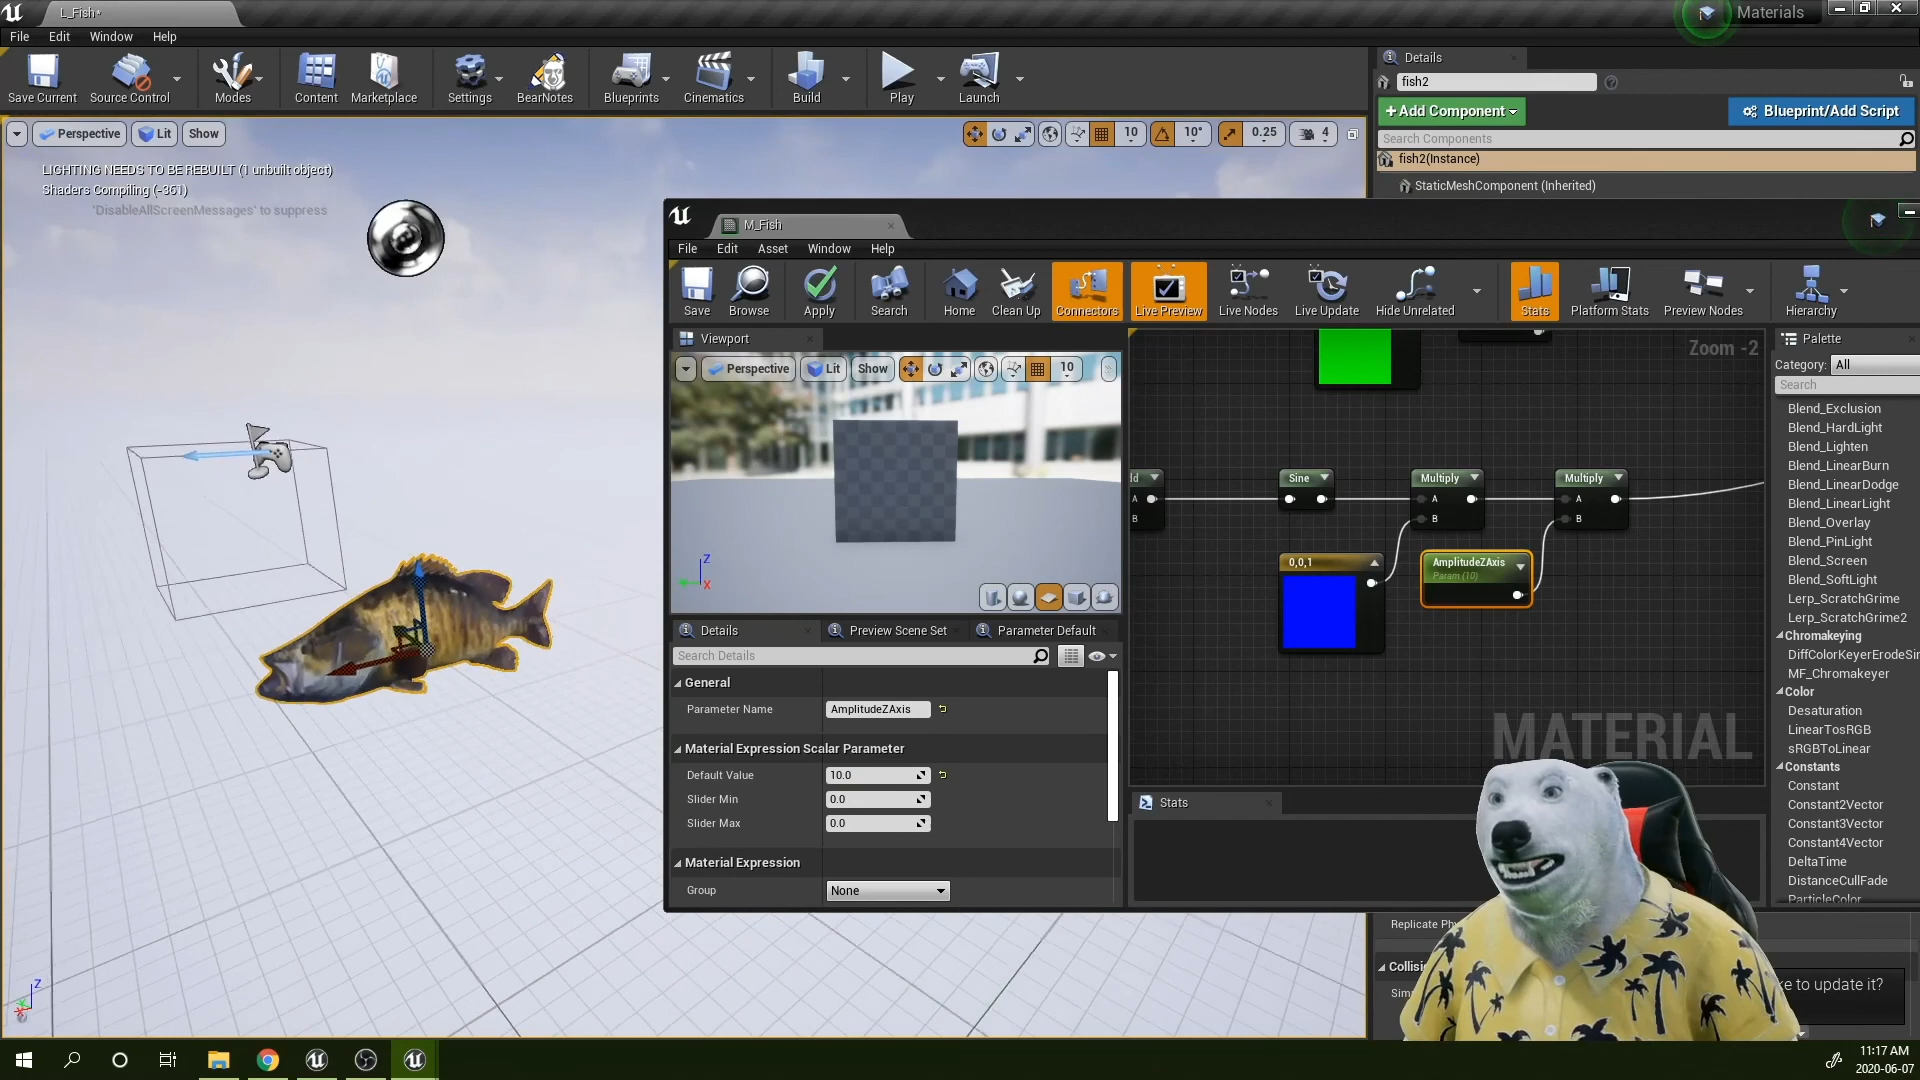 L_Fish*
Materials
File Edit Window Help
Save Current
Source Control
Modes
Content
Marketplace
Settings
BearNotes
Blueprints
Cinematics
Build
Play
Launch
Details
fish2
+Add Component
Blueprint/Add Script
Search Components
fish2(Instance)
StaticMeshComponent (Inherited)
Perspective
Lit
Show
10
10°
0.25
4
LIGHTING NEEDS TO BE REBUILT (1 unbuilt object)
Shaders Compiling (-361)
'DisableAllScreenMessages' to suppress
M_Fish
File Edit Asset Window Help
Save
Browse
Apply
Search
Home
Clean Up
Connectors
Live Preview
Live Nodes
Live Update
Hide Unrelated
Stats
Platform Stats
Preview Nodes
Hierarchy
Viewport
Perspective
Lit
Show
10
Z
X
Zoom -2
dd
A
B
Sine
Multiply
A
B
Multiply
A
B
0,0,1
AmplitudeZAxis
Param (10)
MATERIAL
Palette
Category: All
Search
Blend_Exclusion
Blend_HardLight
Blend_Lighten
Blend_LinearBurn
Blend_LinearDodge
Blend_LinearLight
Blend_Overlay
Blend_PinLight
Blend_Screen
Blend_SoftLight
Lerp_ScratchGrime
Lerp_ScratchGrime2
Chromakeying
DiffColorKeyerErodeSi
MF_Chromakeyer
Color
Desaturation
LinearTosRGB
sRGBToLinear
Constants
Constant
Constant2Vector
Constant3Vector
Constant4Vector
DeltaTime
DistanceCullFade
ParticleColor
Details
Preview Scene Set
Parameter Default
Search Details
General
Parameter Name AmplitudeZAxis
Material Expression Scalar Parameter
Default Value 10.0
Slider Min 0.0
Slider Max 0.0
Material Expression
Group None
Stats
Replicate Ph
Collisi
Sim
ke to update it?
Z
11:17 AM
2020-06-07